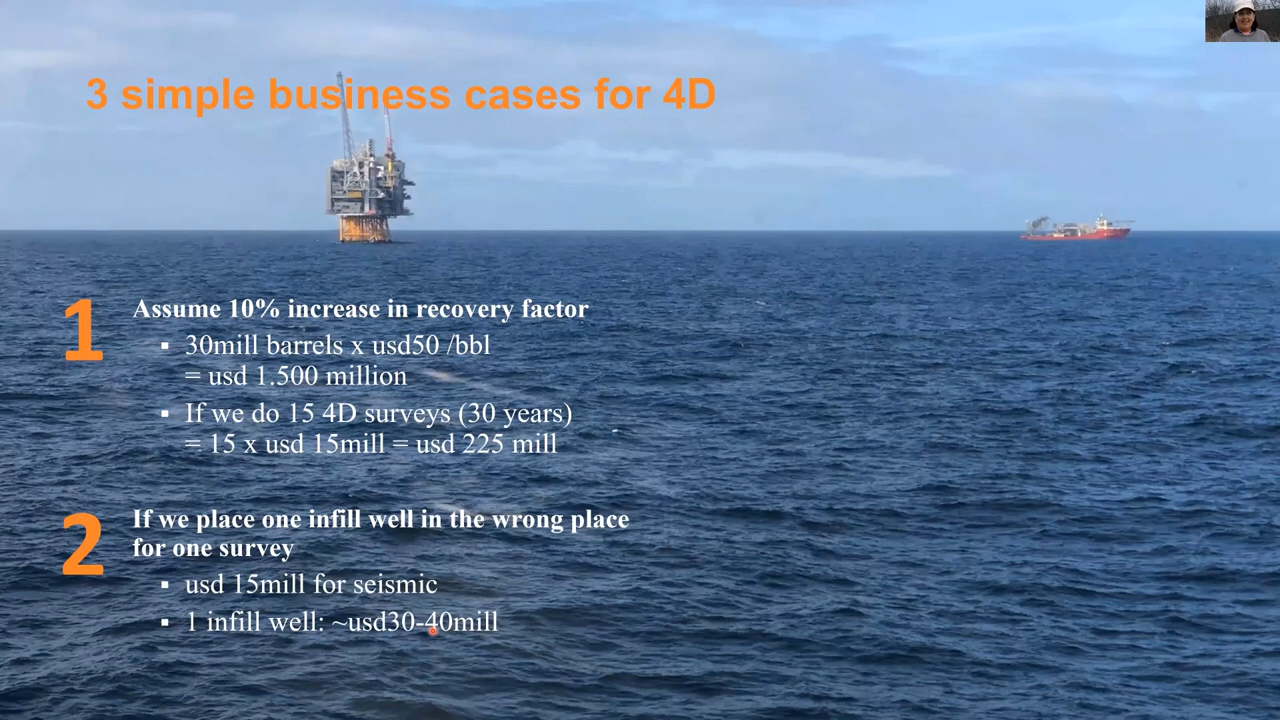 3 simple business cases for 4D
1
Assume 10% increase in recovery factor
▪ 30mill barrels x usd50 /bbl
= usd 1.500 million
▪ If we do 15 4D surveys (30 years)
= 15 x usd 15mill = usd 225 mill
2
If we place one infill well in the wrong place
for one survey
▪ usd 15mill for seismic
▪ 1 infill well: ~usd30-40mill